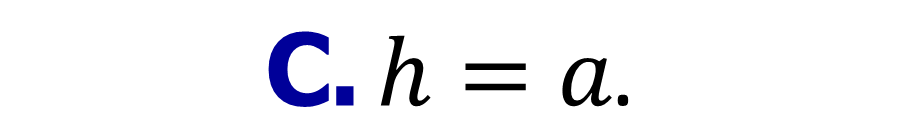 C. h = a.